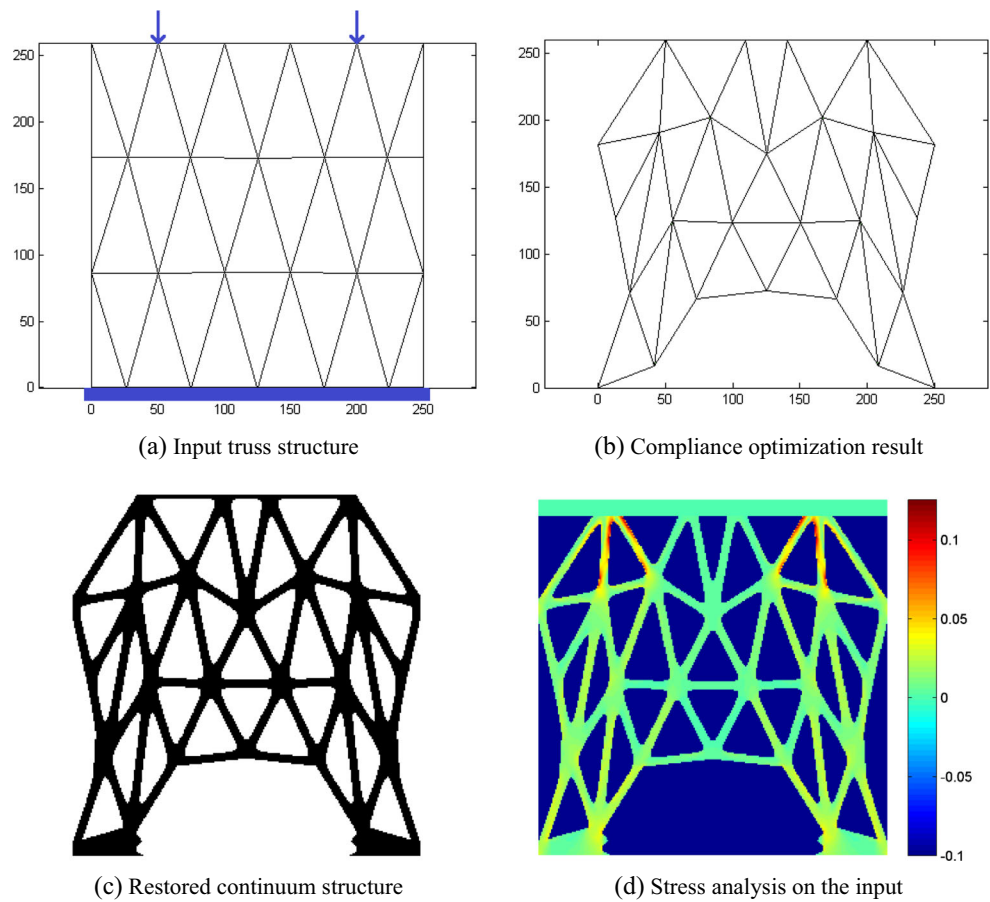 250
200
150
100
50
0
0 50 100 150 200 250
(a) Input truss structure
250
200
150
100
50
0
0 50 100 150 200 250
(b) Compliance optimization result
(c) Restored continuum structure
0.1
0.05
0
-0.05
-0.1
(d) Stress analysis on the input